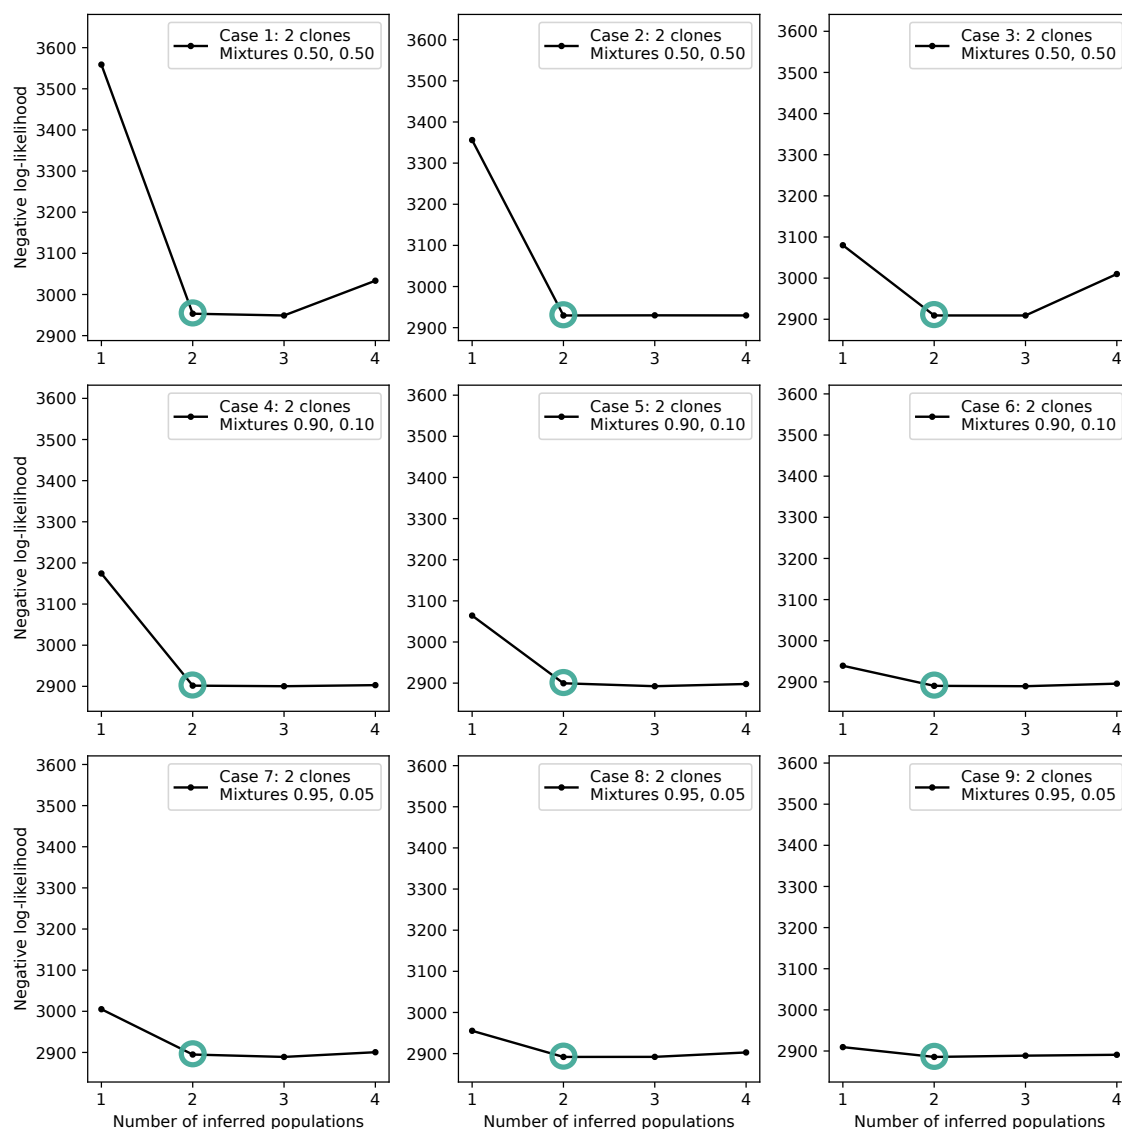 Case 1: 2 clones
Mixtures 0.50, 0.50
3600
3500
3400
3300
3200
3100
3000
2900
Negative log-likelihood
1 2 3 4
Case 2: 2 clones
Mixtures 0.50, 0.50
3600
3500
3400
3300
3200
3100
3000
2900
1 2 3 4
Case 3: 2 clones
Mixtures 0.50, 0.50
3600
3500
3400
3300
3200
3100
3000
2900
1 2 3 4
Case 4: 2 clones
Mixtures 0.90, 0.10
3600
3500
3400
3300
3200
3100
3000
2900
Negative log-likelihood
1 2 3 4
Case 5: 2 clones
Mixtures 0.90, 0.10
3600
3500
3400
3300
3200
3100
3000
2900
1 2 3 4
Case 6: 2 clones
Mixtures 0.90, 0.10
3600
3500
3400
3300
3200
3100
3000
2900
1 2 3 4
Case 7: 2 clones
Mixtures 0.95, 0.05
3600
3500
3400
3300
3200
3100
3000
2900
Negative log-likelihood
1 2 3 4
Number of inferred populations
Case 8: 2 clones
Mixtures 0.95, 0.05
3600
3500
3400
3300
3200
3100
3000
2900
1 2 3 4
Number of inferred populations
Case 9: 2 clones
Mixtures 0.95, 0.05
3600
3500
3400
3300
3200
3100
3000
2900
1 2 3 4
Number of inferred populations